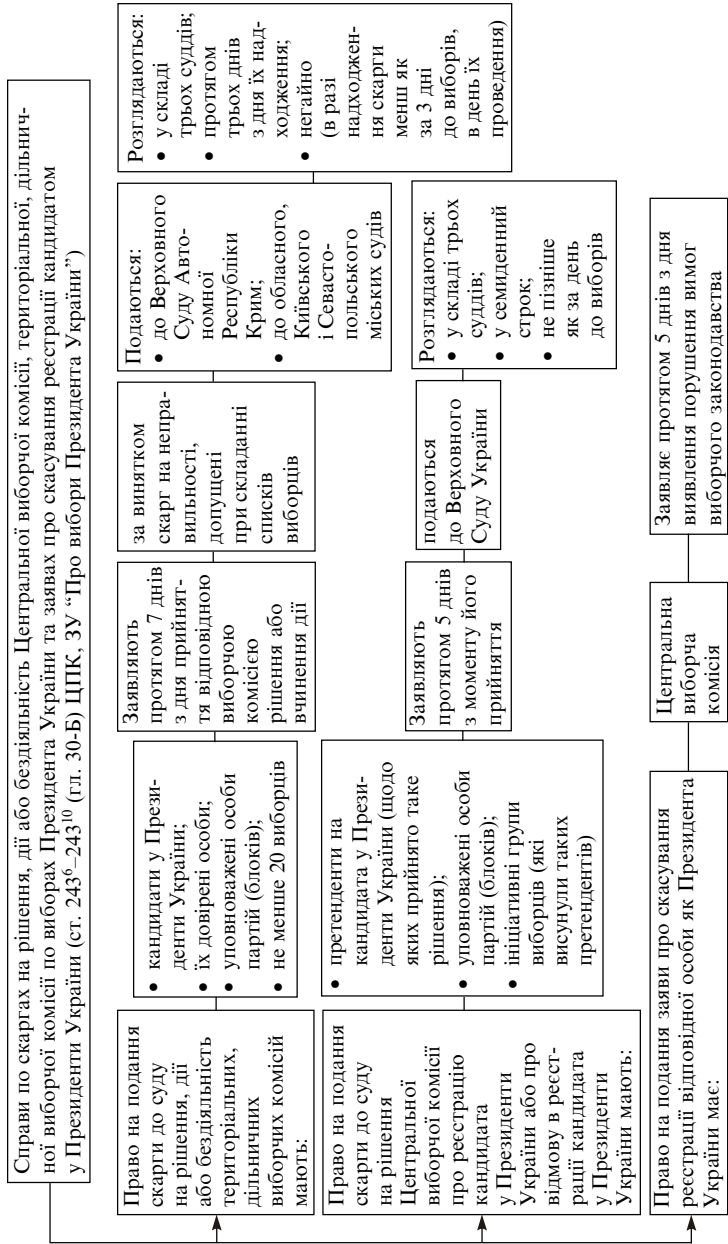 Справи по скаргах на рішення, дії або бездіяльність Центральної виборчої комісії, територіальної, дільнич-
ної виборчої комісії по виборах Президента України та заявах про скасування реєстрації кандидатом
у Президенти України (ст. 243⁶–243¹⁰ (гл. 30-Б) ЦПК, ЗУ “Про вибори Президента України”)
Право на подання
скарги до суду
на рішення, дії
або бездіяльність
територіальних,
дільничних
виборчих комісій
мають:
• кандидати у Прези-
денти України;
• їх довірені особи;
• уповноважені особи
партій (блоків);
• не менше 20 виборців
Заявляють
протягом 7 днів
з дня прийнят-
тя відповідною
виборчою
комісією
рішення або
вчинення дії
за винятком
скарг на непра-
вильності,
допущені
при складанні
списків
виборців
Подаються:
• до Верховного
Суду Авто-
номної
Республіки
Крим;
• до обласного,
Київського
і Севасто-
польського
міських судів
Розглядаються:
• у складі
трьох суддів;
• протягом
трьох днів
з дня їх над-
ходження;
• негайно
(в разі
надходжен-
ня скарги
менш як
за 3 дні
до виборів,
в день їх
проведення)
Право на подання
скарги до суду
на рішення
Центральної
виборчої комісії
про реєстрацію
кандидата
у Президенти
України або про
відмову в реєст-
рації кандидата
у Президенти
України мають:
• претенденти на
кандидата у Прези-
денти України (щодо
яких прийнято таке
рішення);
• уповноважені особи
партій (блоків);
• ініціативні групи
виборців (які
висунули таких
претендентів)
Заявляють
протягом 5 днів
з моменту його
прийняття
подаються
до Верховного
Суду України
Розглядаються:
• у складі трьох
суддів;
• у семиденний
строк;
• не пізніше
як за день
до виборів
Право на подання заяви про скасування
реєстрації відповідної особи як Президента
України має:
Центральна
виборча
комісія
Заявляє протягом 5 днів з дня
виявлення порушення вимог
виборчого законодавства